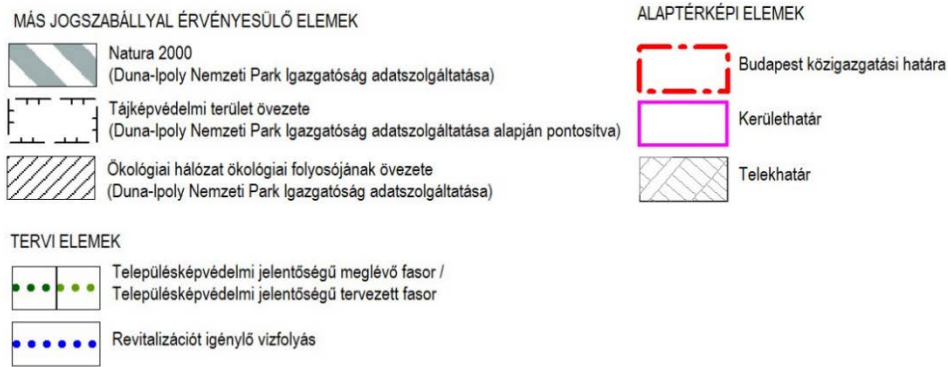 MÁS JOGSZABÁLLYAL ÉRVÉNYESÜLŐ ELEMEK
Natura 2000
(Duna-Ipoly Nemzeti Park Igazgatóság adatszolgáltatása)
Tájképvédelmi terület övezete
(Duna-Ipoly Nemzeti Park Igazgatóság adatszolgáltatása alapján pontosítva)
Ökológiai hálózat ökológiai folyosójának övezete
(Duna-Ipoly Nemzeti Park Igazgatóság adatszolgáltatása)
TERVI ELEMEK
Településképvédelmi jelentőségű meglévő fasor /
Településképvédelmi jelentőségű tervezett fasor
Revitalizációt igénylő vízfolyás
ALAPTÉRKÉPI ELEMEK
Budapest közigazgatási határa
Kerülethatár
Telekhatár